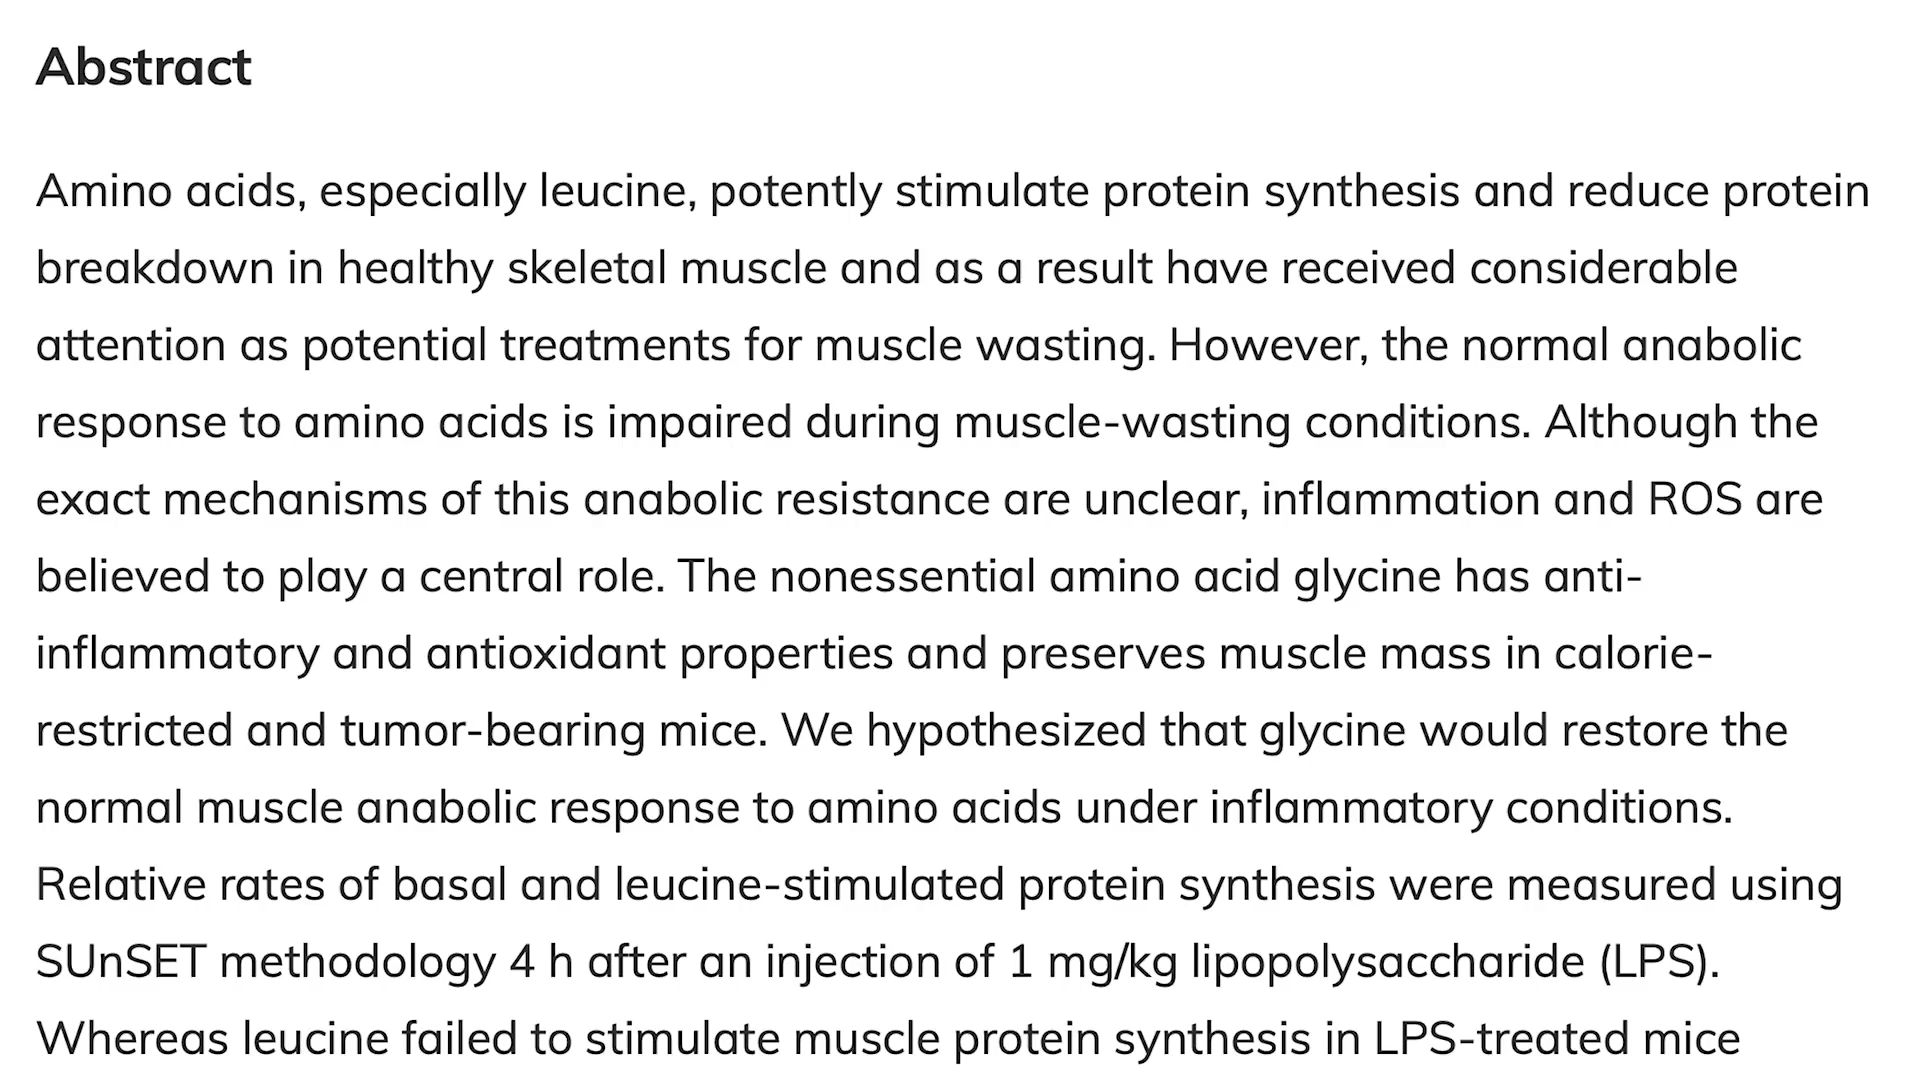 Abstract
Amino acids, especially leucine, potently stimulate protein synthesis and reduce protein
breakdown in healthy skeletal muscle and as a result have received considerable
attention as potential treatments for muscle wasting. However, the normal anabolic
response to amino acids is impaired during muscle-wasting conditions. Although the
exact mechanisms of this anabolic resistance are unclear, inflammation and ROS are
believed to play a central role. The nonessential amino acid glycine has anti-
inflammatory and antioxidant properties and preserves muscle mass in calorie-
restricted and tumor-bearing mice. We hypothesized that glycine would restore the
normal muscle anabolic response to amino acids under inflammatory conditions.
Relative rates of basal and leucine-stimulated protein synthesis were measured using
SUnSET methodology 4 h after an injection of 1 mg/kg lipopolysaccharide (LPS).
Whereas leucine failed to stimulate muscle protein synthesis in LPS-treated mice